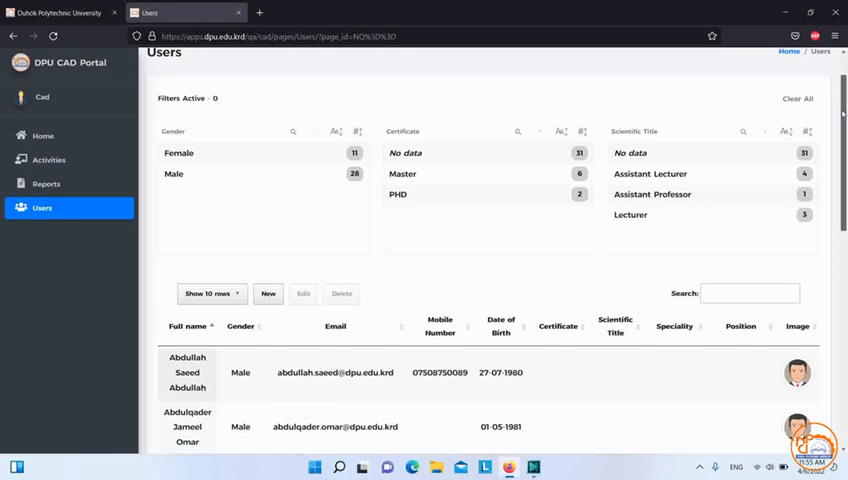 Duhok Polytechnic University
Users
https://apps.dpu.edu.krd/qa/cad/pages/Users/?page_id=NQ%3D%3D
DPU CAD Portal
Cad
Home
Activities
Reports
Users
Users
Home / Users
Filters Active - 0
Clear All
Gender
Female 11
Male 28
Certificate
No data 31
Master 6
PHD 2
Scientific Title
No data 31
Assistant Lecturer 4
Assistant Professor 1
Lecturer 3
Show 10 rows New Edit Delete
Search:
Full name Gender Email Mobile Number Date of Birth Certificate Scientific Title Speciality Position Image
Abdullah
Saeed
Abdullah
Male abdullah.saeed@dpu.edu.krd 07508750089 27-07-1980
Abdulqader
Jameel
Omar
Male abdulqader.omar@dpu.edu.krd 01-05-1981
ENG
11:55 AM
4/6/2022